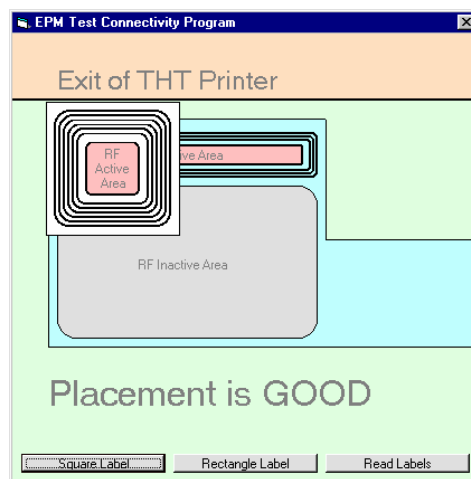 EPM Test Connectivity Program
Exit of THT Printer
RF
Active
Area
Area
RF Inactive Area
Placement is GOOD
Square Label
Rectangle Label
Read Labels